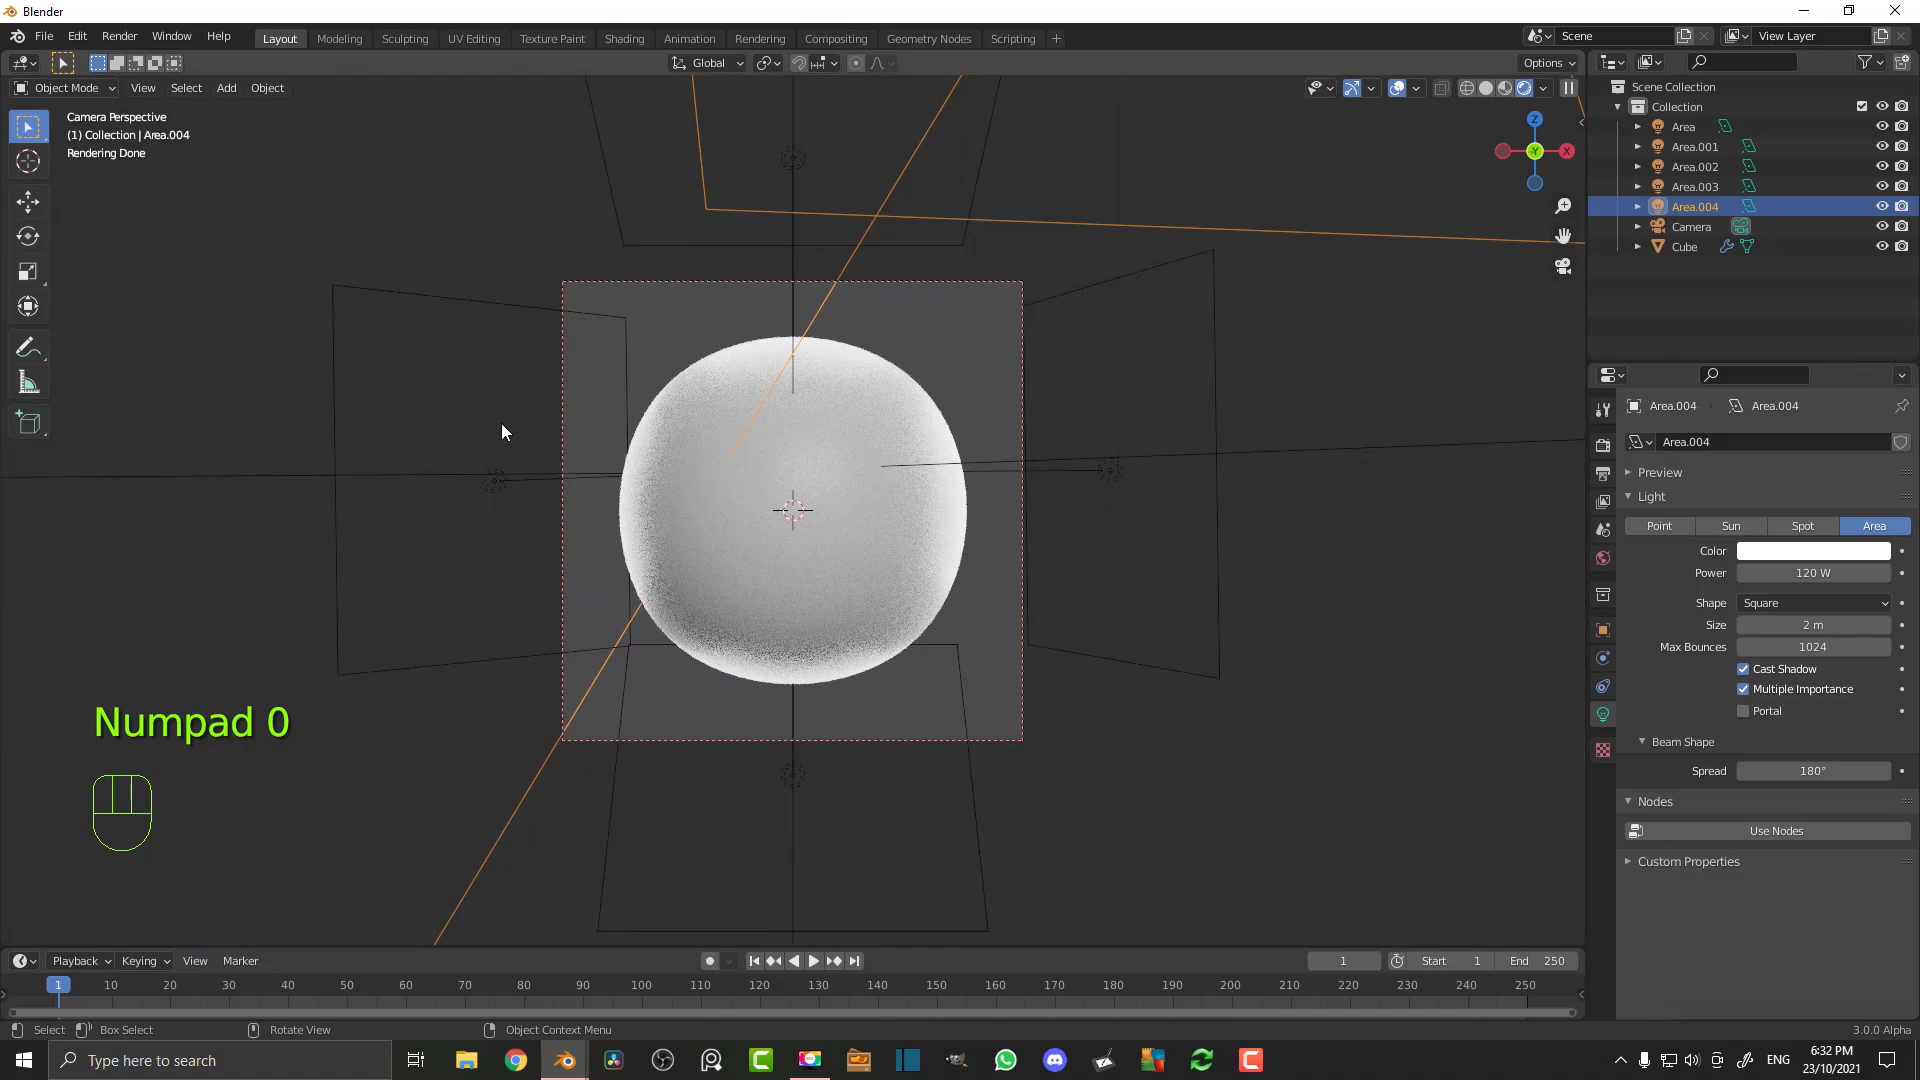 Blender
File Edit Render Window Help
Layout Modeling Sculpting UV Editing Texture Paint Shading Animation Rendering Compositing Geometry Nodes Scripting +
Scene
View Layer
Global
Options
Object Mode View Select Add Object
Camera Perspective
(1) Collection | Area.004
Rendering Done
Z
Y
X
Numpad 0
Scene Collection
Collection
Area
Area.001
Area.002
Area.003
Area.004
Camera
Cube
Area.004 › Area.004
Area.004
Preview
Light
Point Sun Spot Area
Color
Power 120 W
Shape Square
Size 2 m
Max Bounces 1024
Cast Shadow
Multiple Importance
Portal
Beam Shape
Spread 180°
Nodes
Use Nodes
Custom Properties
Playback Keying View Marker
1 Start 1 End 250
1 10 20 30 40 50 60 70 80 90 100 110 120 130 140 150 160 170 180 190 200 210 220 230 240 250
Select Box Select Rotate View Object Context Menu
3.0.0 Alpha
Type here to search
ENG
6:32 PM
23/10/2021